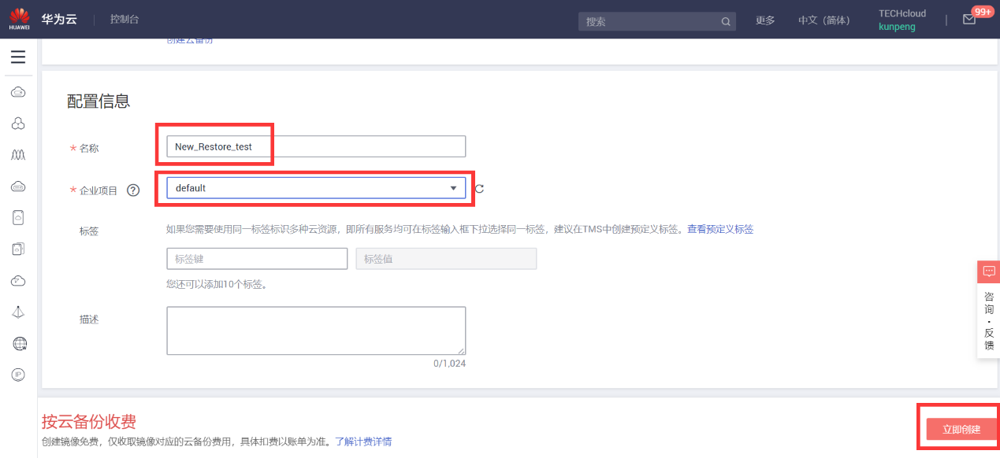 HUAWEI
华为云
控制台
搜索
更多
中文（简体）
TECHcloud
kunpeng
99+
创建云备份
配置信息
* 名称
New_Restore_test
* 企业项目 ?
default
标签
如果您需要使用同一标签标识多种云资源，即所有服务均可在标签输入框下拉选择同一标签，建议在TMS中创建预定义标签。查看预定义标签
标签键
标签值
您还可以添加10个标签。
描述
0/1,024
咨询·反馈
IP
按云备份收费
创建镜像免费，仅收取镜像对应的云备份费用，具体扣费以账单为准。了解计费详情
立即创建